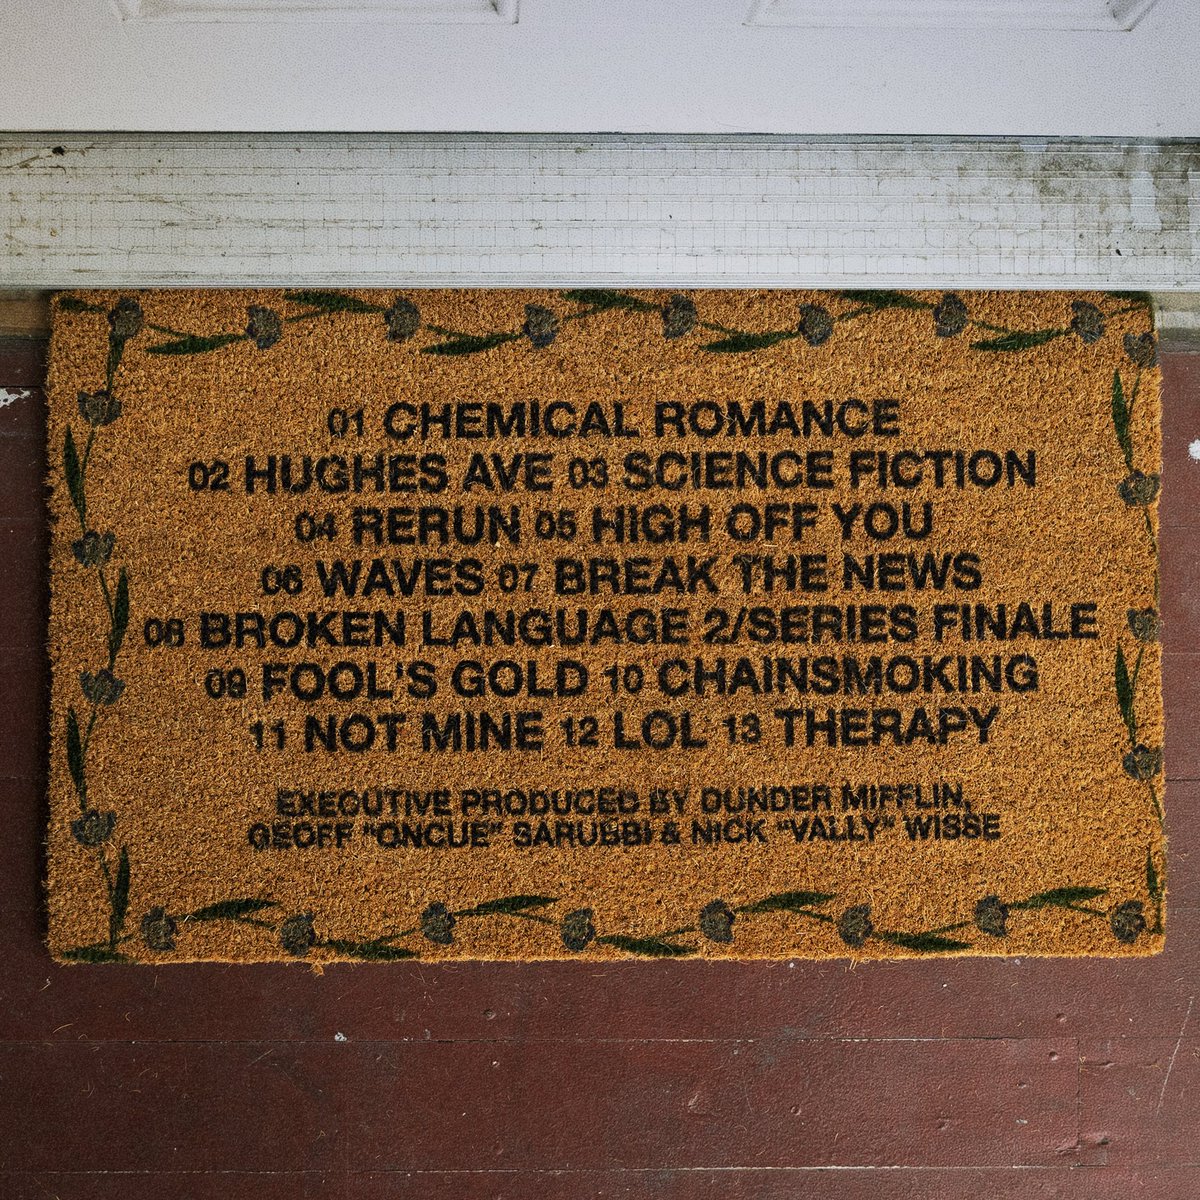 01 CHEMICAL ROMANCE
02 HUGHES AVE 03 SCIENCE FICTION
04 RERUN 05 HIGH OFF YOU
06 WAVES 07 BREAK THE NEWS
08 BROKEN LANGUAGE 2/SERIES FINALE
09 FOOL'S GOLD 10 CHAINSMOKING
11 NOT MINE 12 LOL 13 THERAPY
EXECUTIVE PRODUCED BY DUNDER MIFFLIN,
GEOFF "ONCUE" SARUBBI & NICK "VALLY" WISSE